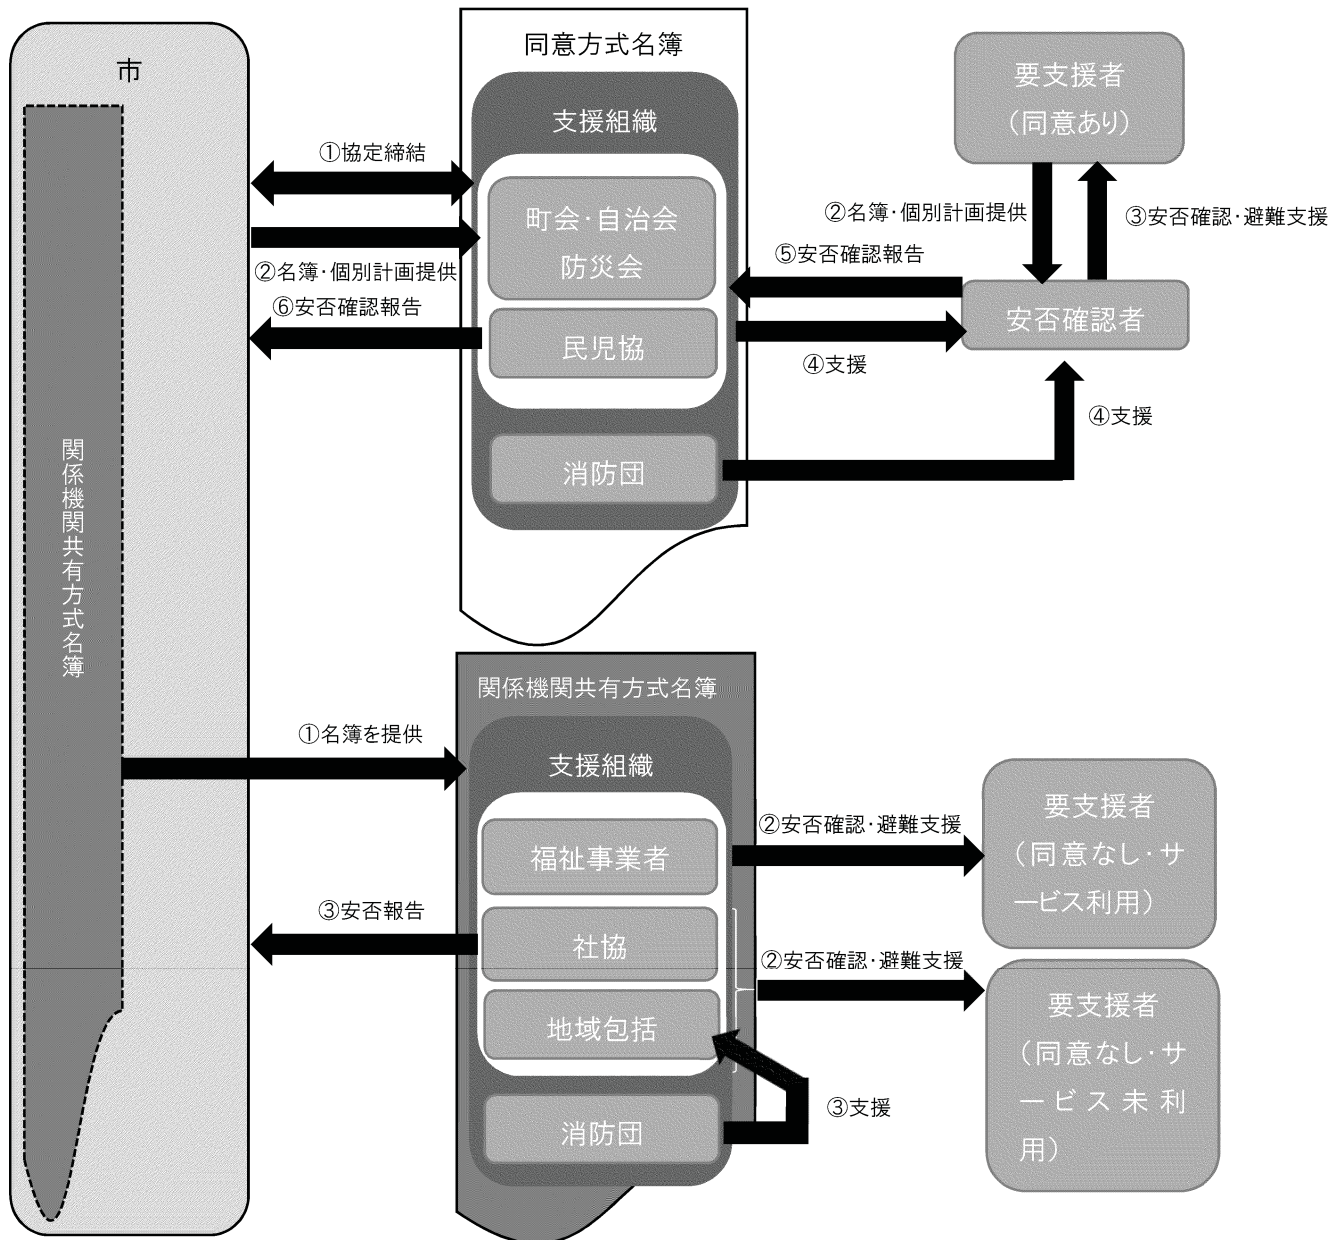 市
関係機関共有方式名簿
同意方式名簿
支援組織
町会・自治会
防災会
民児協
消防団
①協定締結
②名簿・個別計画提供
⑥安否確認報告
要支援者
（同意あり）
②名簿・個別計画提供
③安否確認・避難支援
⑤安否確認報告
安否確認者
④支援
④支援
関係機関共有方式名簿
支援組織
福祉事業者
社協
地域包括
消防団
①名簿を提供
③安否報告
②安否確認・避難支援
②安否確認・避難支援
③支援
要支援者
（同意なし・サ
ービス利用）
要支援者
（同意なし・サ
ービス未利
用）